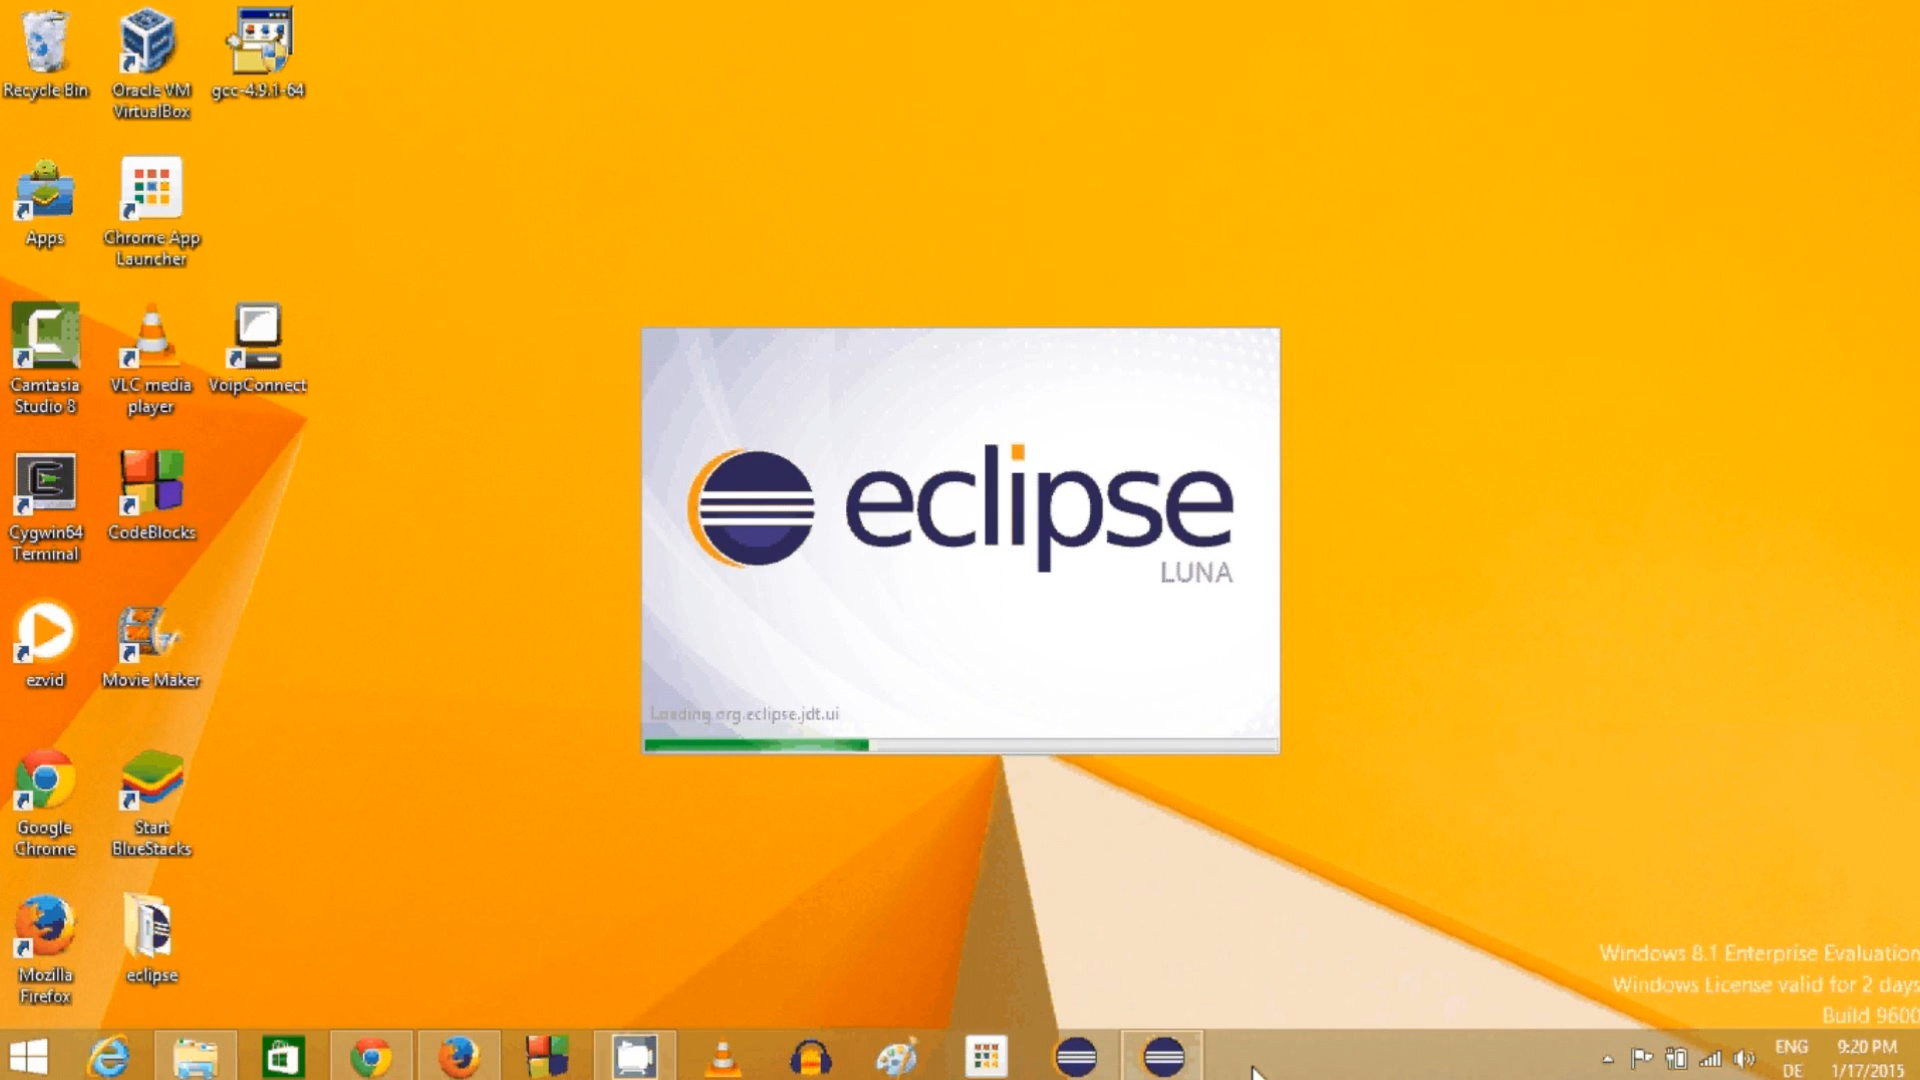 Recycle Bin
Oracle VM
VirtualBox
gcc-4.9.1-64
Apps
Chrome App
Launcher
Camtasia
Studio 8
VLC media
player
VoipConnect
Cygwin64
Terminal
CodeBlocks
ezvid
Movie Maker
Google
Chrome
Start
BlueStacks
Mozilla
Firefox
eclipse
eclipse
LUNA
Loading org.eclipse.jdt.ui
Windows 8.1 Enterprise Evaluation
Windows License valid for 2 days
Build 9600
ENG
DE
9:20 PM
1/17/2015